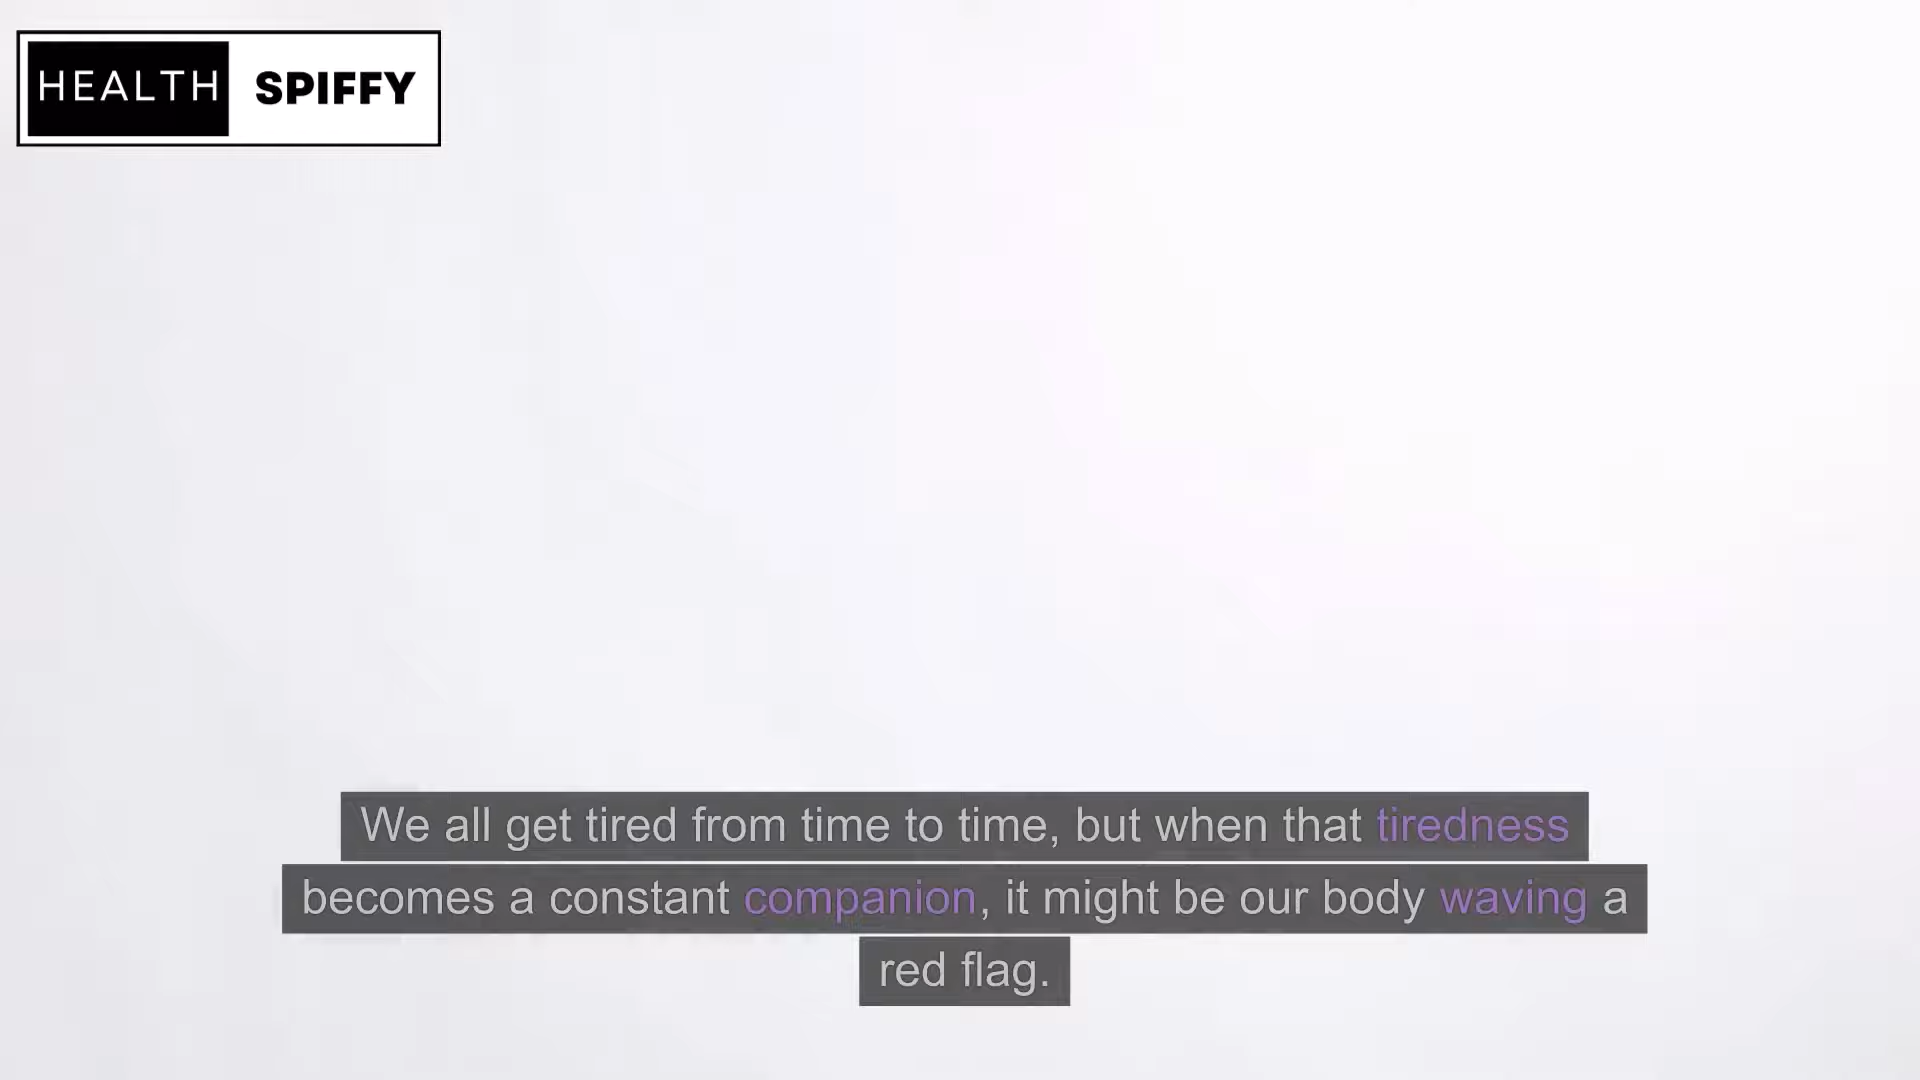 HEALTH SPIFFY
We all get tired from time to time, but when that tiredness
becomes a constant companion, it might be our body waving a
red flag.